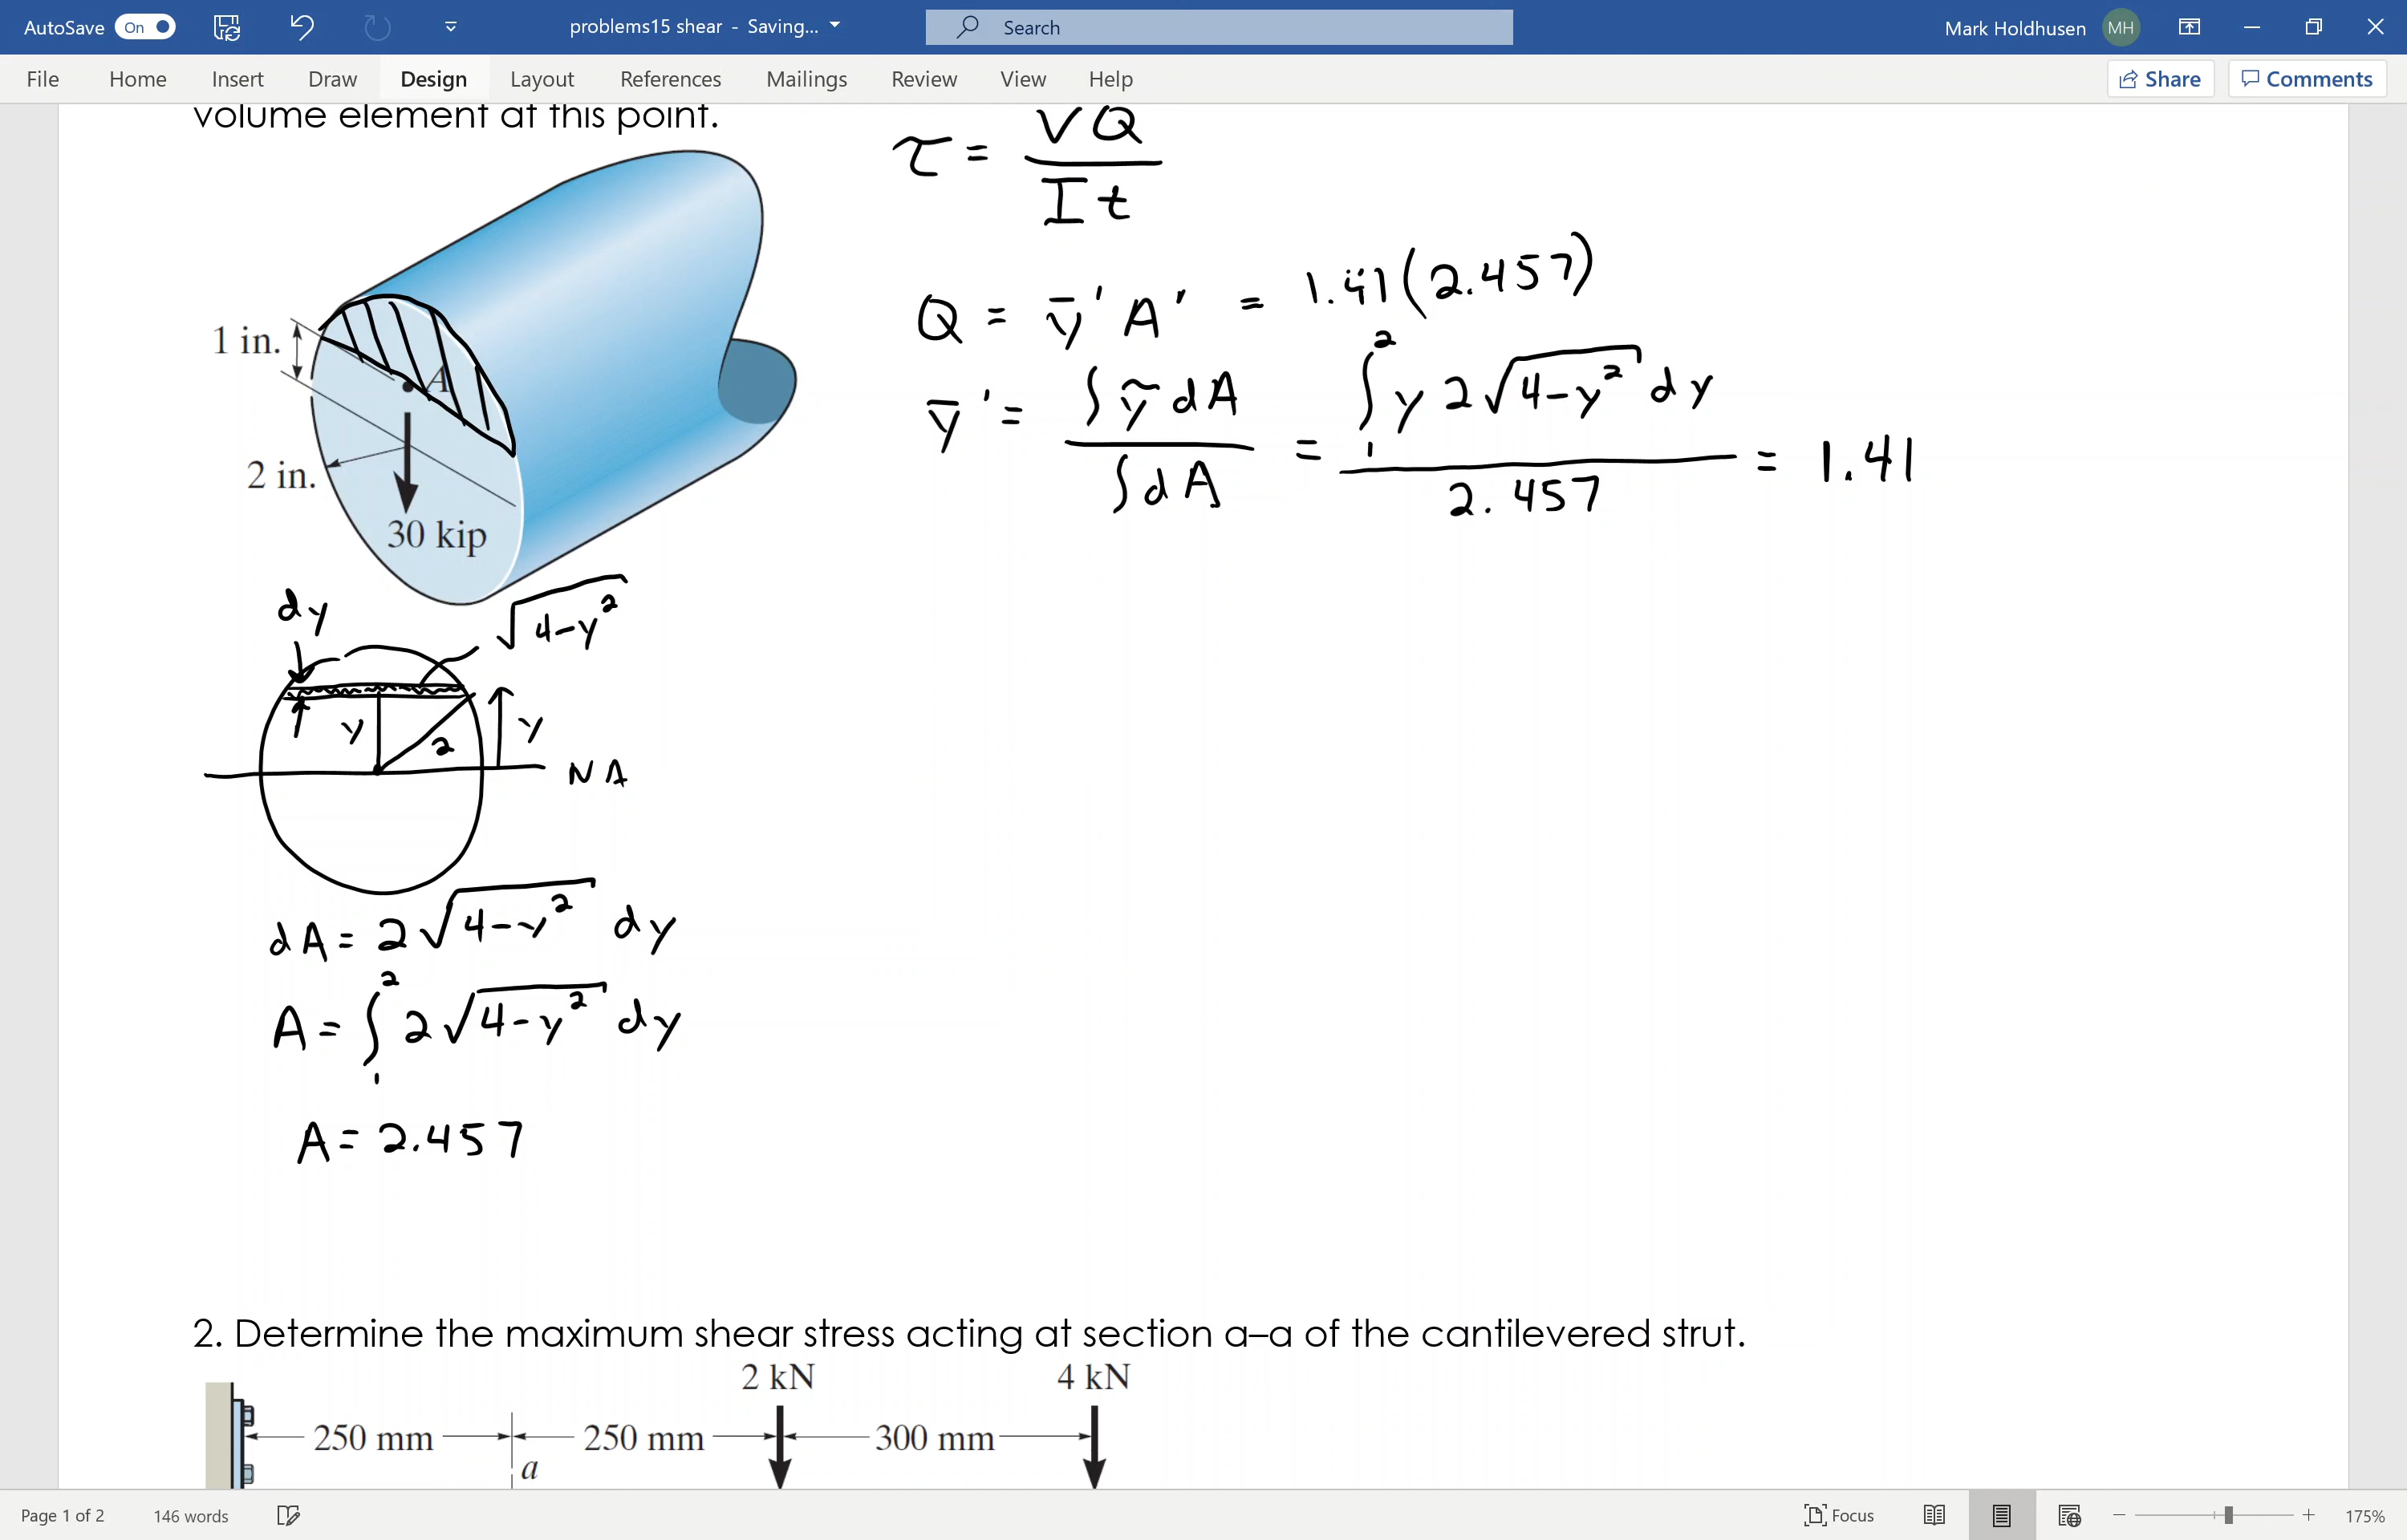 AutoSave On problems15 shear - Saving... Search Mark Holdhusen MH
File Home Insert Draw Design Layout References Mailings Review View Help Share Comments
volume element at this point.
τ = VQ / It
1 in.
A
2 in.
30 kip
Q = ȳ' A' = 1.41(2.457)
ȳ' = ∫ỹdA / ∫dA = ∫₁² y 2√(4-y²) dy / 2.457 = 1.41
dy
√(4-y²)
y
2
y
NA
dA = 2√(4-y²) dy
A = ∫₁² 2√(4-y²) dy
A = 2.457
2. Determine the maximum shear stress acting at section a–a of the cantilevered strut.
2 kN 4 kN
250 mm 250 mm 300 mm
a
Page 1 of 2 146 words Focus 175%